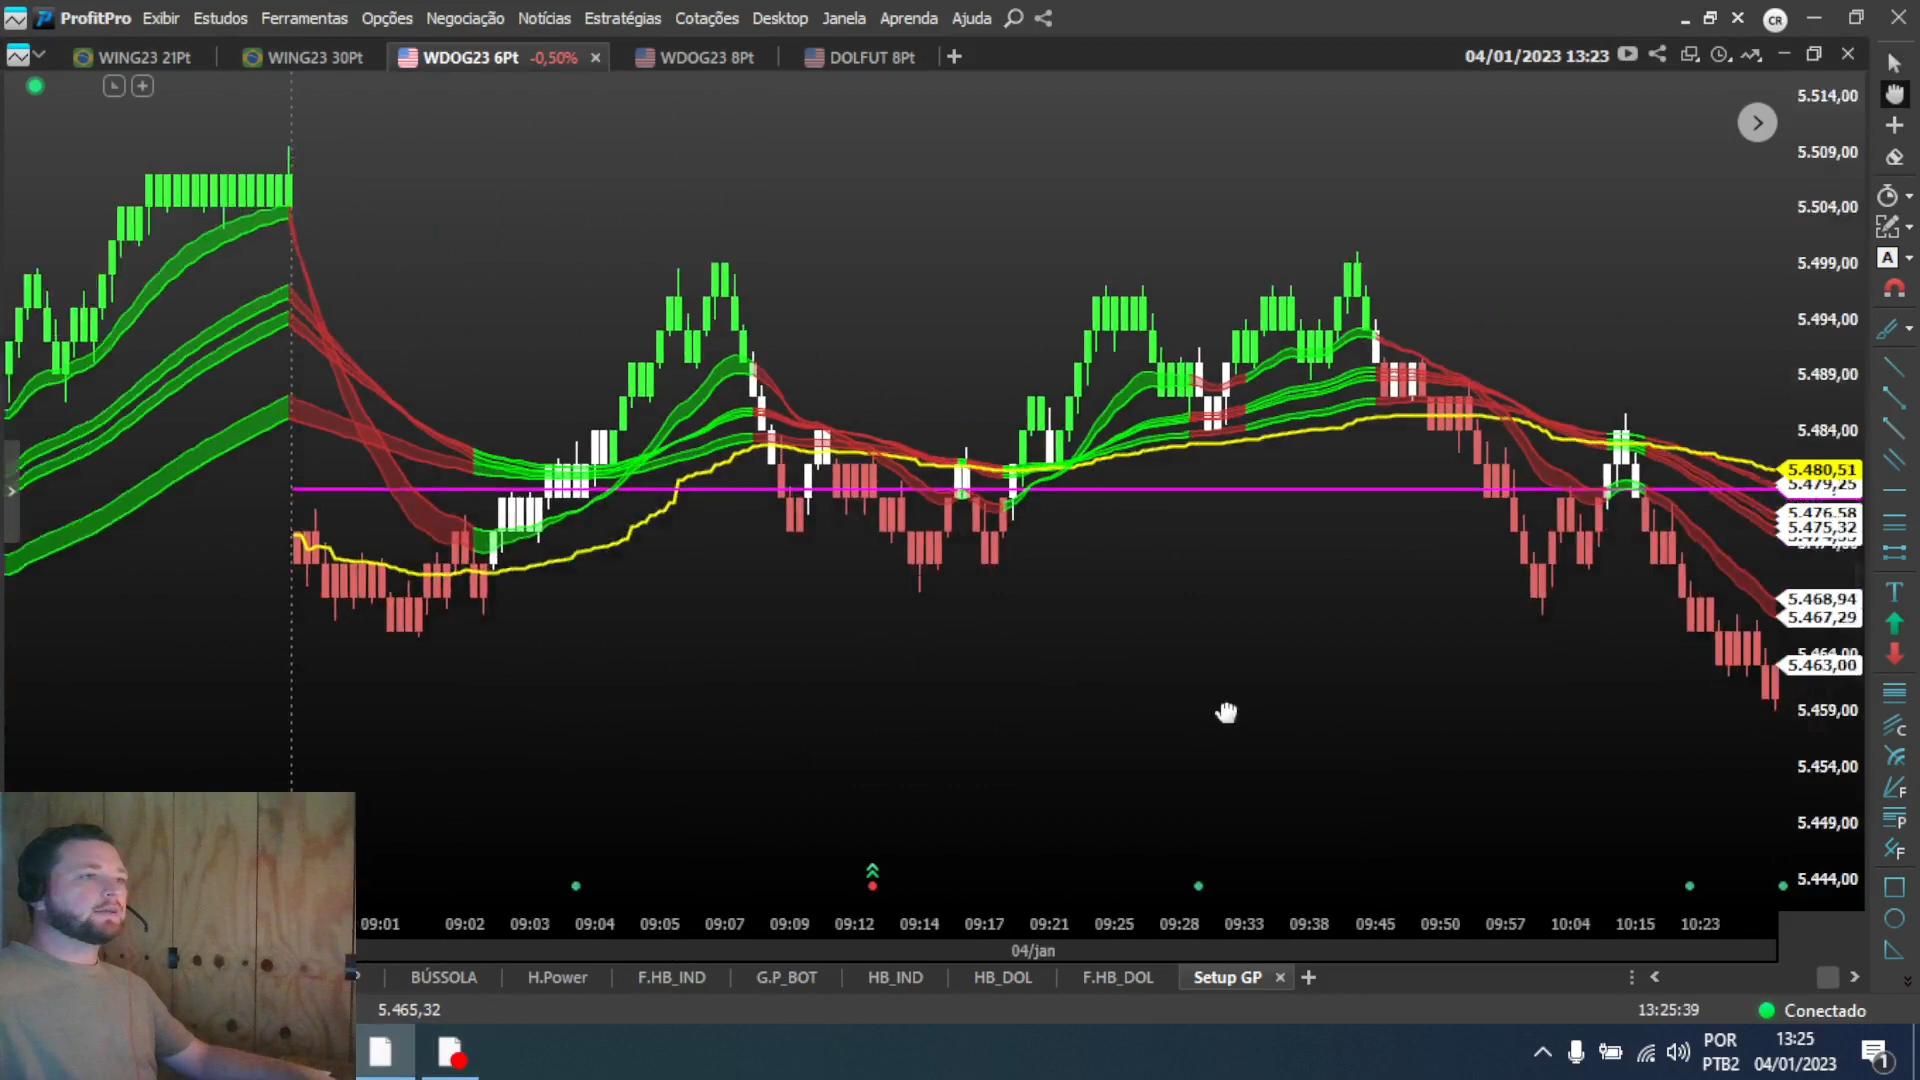 ProfitPro Exibir Estudos Ferramentas Opções Negociação Notícias Estratégias Cotações Desktop Janela Aprenda Ajuda CR
WING23 21Pt WING23 30Pt WDOG23 6Pt -0,50% WDOG23 8Pt DOLFUT 8Pt 04/01/2023 13:23
5.514,00
5.509,00
5.504,00
5.499,00
5.494,00
5.489,00
5.484,00
5.480,51
5.479,25
5.476,58
5.475,32
5.468,94
5.467,29
5.464,00
5.463,00
5.459,00
5.454,00
5.449,00
5.444,00
A
T
C
F
P
F
09:01 09:02 09:03 09:04 09:05 09:07 09:09 09:12 09:14 09:17 09:21 09:25 09:28 09:33 09:38 09:45 09:50 09:57 10:04 10:15 10:23
04/jan
BÚSSOLA H.Power F.HB_IND G.P_BOT HB_IND HB_DOL F.HB_DOL Setup GP
5.465,32 13:25:39 Conectado
POR 13:25
PTB2 04/01/2023 1